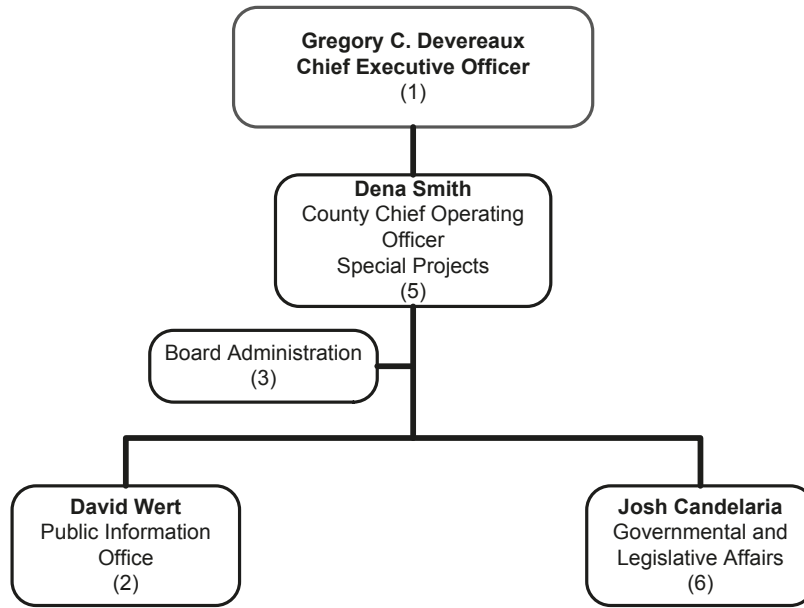 Gregory C. Devereaux
Chief Executive Officer
(1)
Dena Smith
County Chief Operating
Officer
Special Projects
(5)
Board Administration
(3)
David Wert
Public Information
Office
(2)
Josh Candelaria
Governmental and
Legislative Affairs
(6)